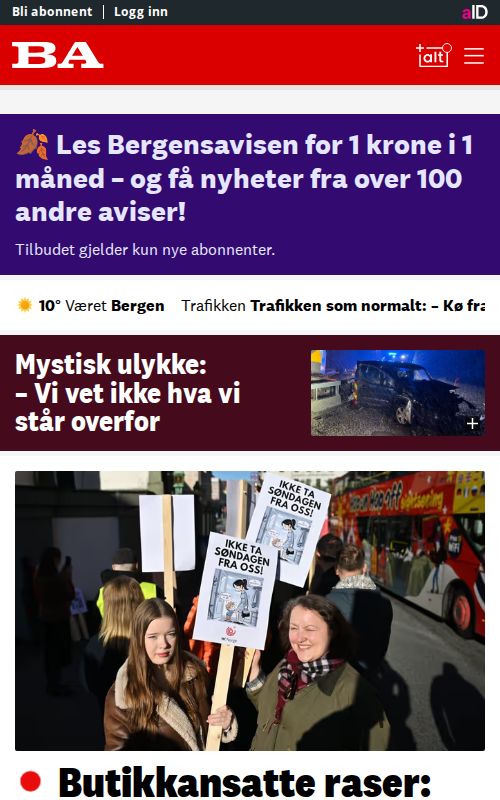 Bli abonnent | Logg inn
aID
BA
+alt
🍂 Les Bergensavisen for 1 krone i 1
måned – og få nyheter fra over 100
andre aviser!
Tilbudet gjelder kun nye abonnenter.
10° Været Bergen Trafikken Trafikken som normalt: – Kø fra
Mystisk ulykke:
– Vi vet ikke hva vi
står overfor
+
IKKE TA
SØNDAGEN
FRA OSS!
IKKE TA
SØNDAGEN
FRA OSS!
Butikkansatte raser: